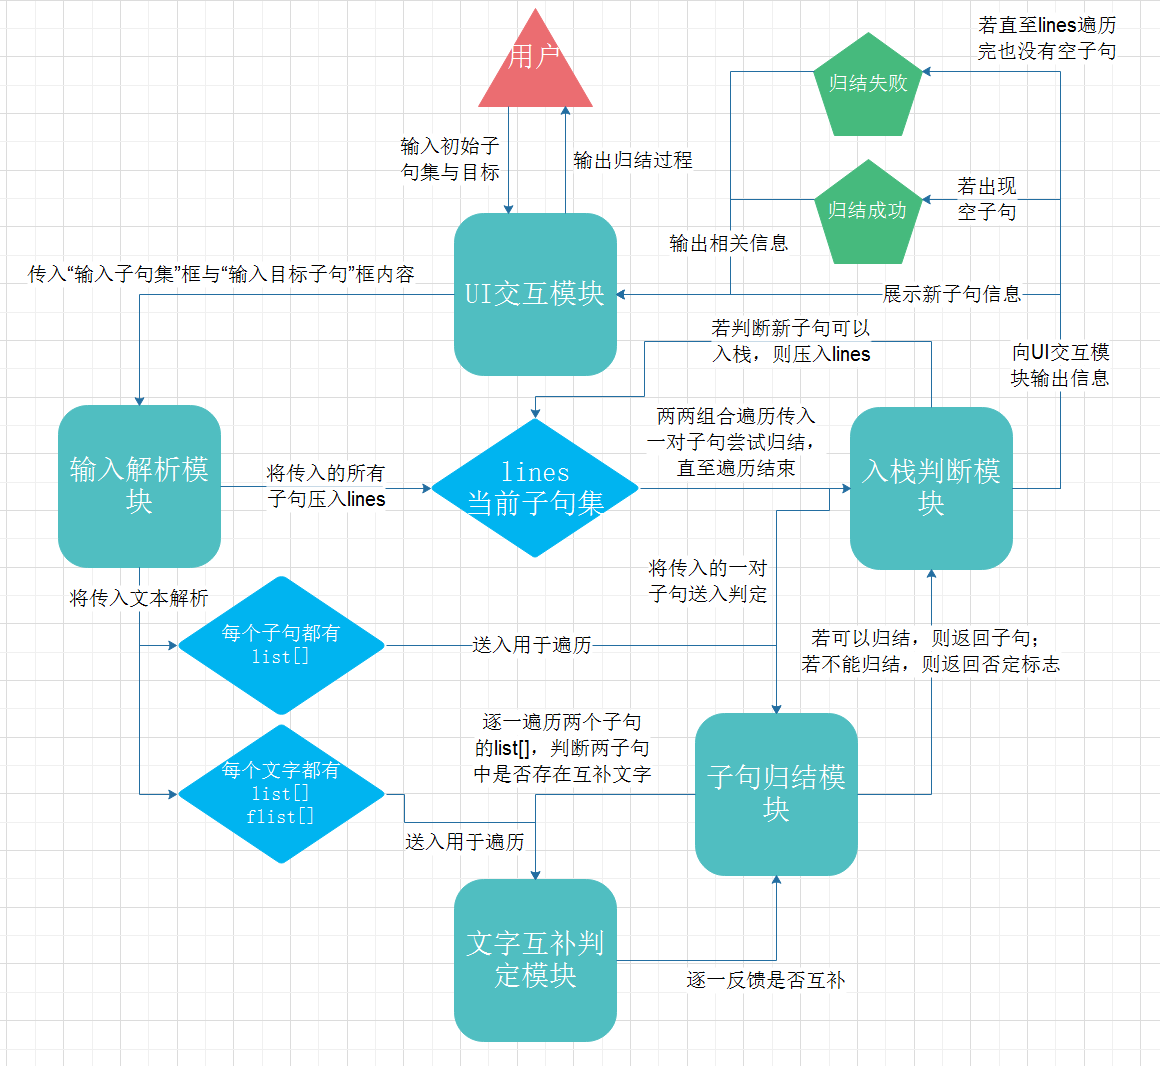 用户
若直至lines遍历
完也没有空子句
归结失败
输入初始子
句集与目标
输出归结过程
若出现
空子句
归结成功
输出相关信息
传入“输入子句集”框与“输入目标子句”框内容
UI交互模块
展示新子句信息
若判断新子句可以
入栈，则压入lines
向UI交互模
块输出信息
两两组合遍历传入
一对子句尝试归结，
直至遍历结束
输入解析模
块
将传入的所有
子句压入lines
lines
当前子句集
入栈判断模
块
将传入文本解析
将传入的一对
子句送入判定
每个子句都有
list[]
送入用于遍历
若可以归结，则返回子句；
若不能归结，则返回否定标志
逐一遍历两个子句
的list[]，判断两子句
中是否存在互补文字
每个文字都有
list[]
flist[]
子句归结模
块
送入用于遍历
文字互补判
定模块
逐一反馈是否互补